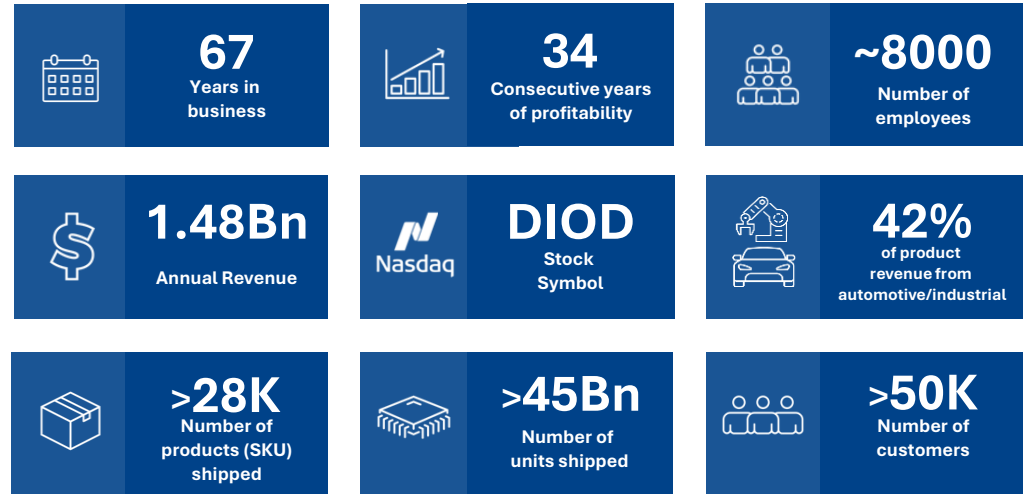 67
Years in
business
34
Consecutive years
of profitability
~8000
Number of
employees
1.48Bn
Annual Revenue
Nasdaq
DIOD
Stock
Symbol
42%
of product
revenue from
automotive/industrial
>28K
Number of
products (SKU)
shipped
>45Bn
Number of
units shipped
>50K
Number of
customers